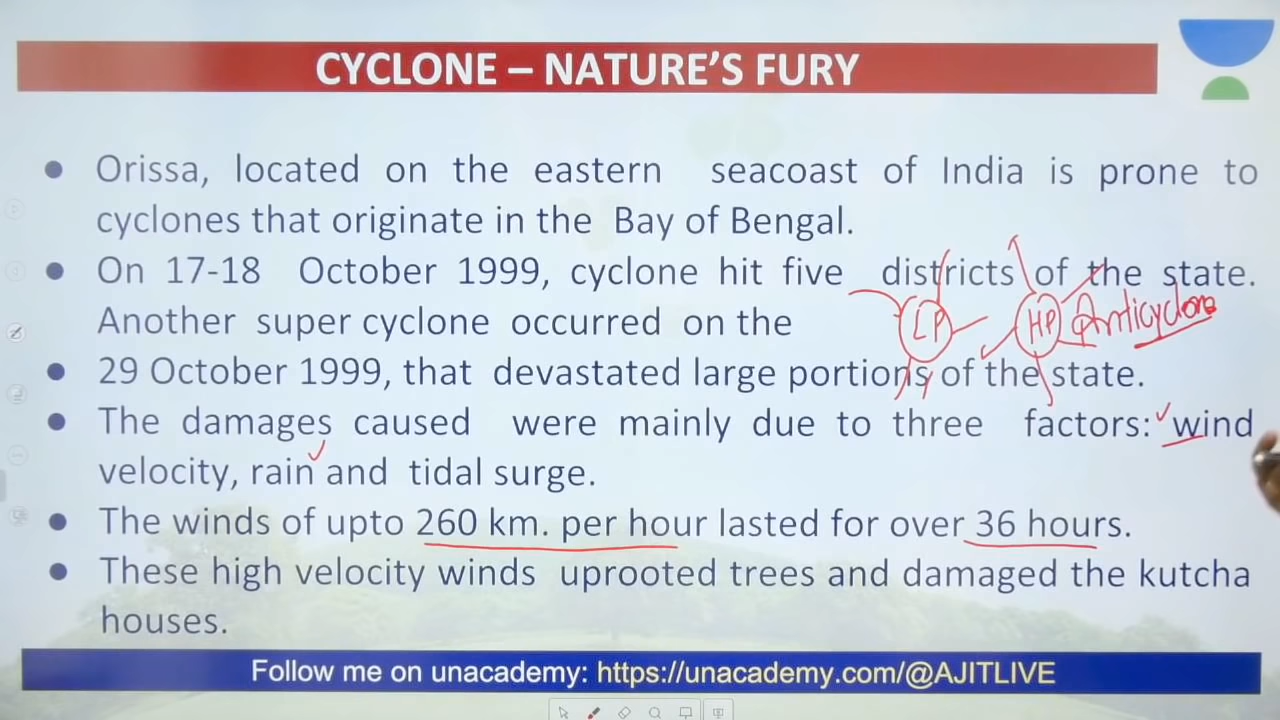 CYCLONE – NATURE'S FURY
● Orissa, located on the eastern seacoast of India is prone to
cyclones that originate in the Bay of Bengal.
● On 17-18 October 1999, cyclone hit five districts of the state.
Another super cyclone occurred on the
LP HP Anticyclone
● 29 October 1999, that devastated large portions of the state.
● The damages caused were mainly due to three factors: wind
velocity, rain and tidal surge.
● The winds of upto 260 km. per hour lasted for over 36 hours.
● These high velocity winds uprooted trees and damaged the kutcha
houses.
Follow me on unacademy: https://unacademy.com/@AJITLIVE